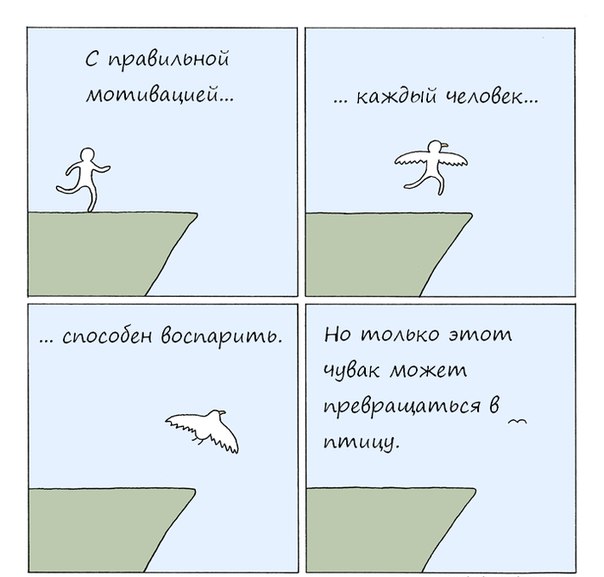 С правильной
мотивацией...
... каждый человек...
... способен воспарить.
Но только этот
чувак может
превращаться в
птицу.